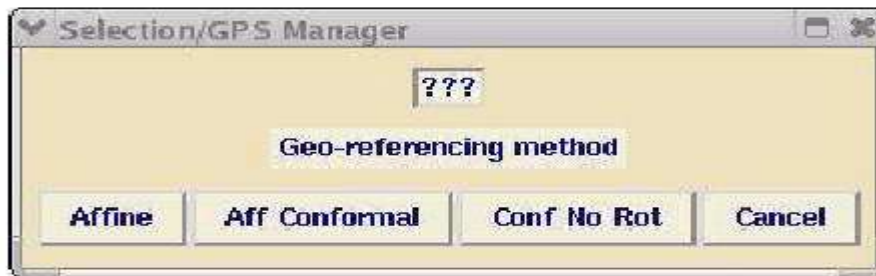 Selection/GPS Manager
???
Geo-referencing method
Affine Aff Conformal Conf No Rot Cancel